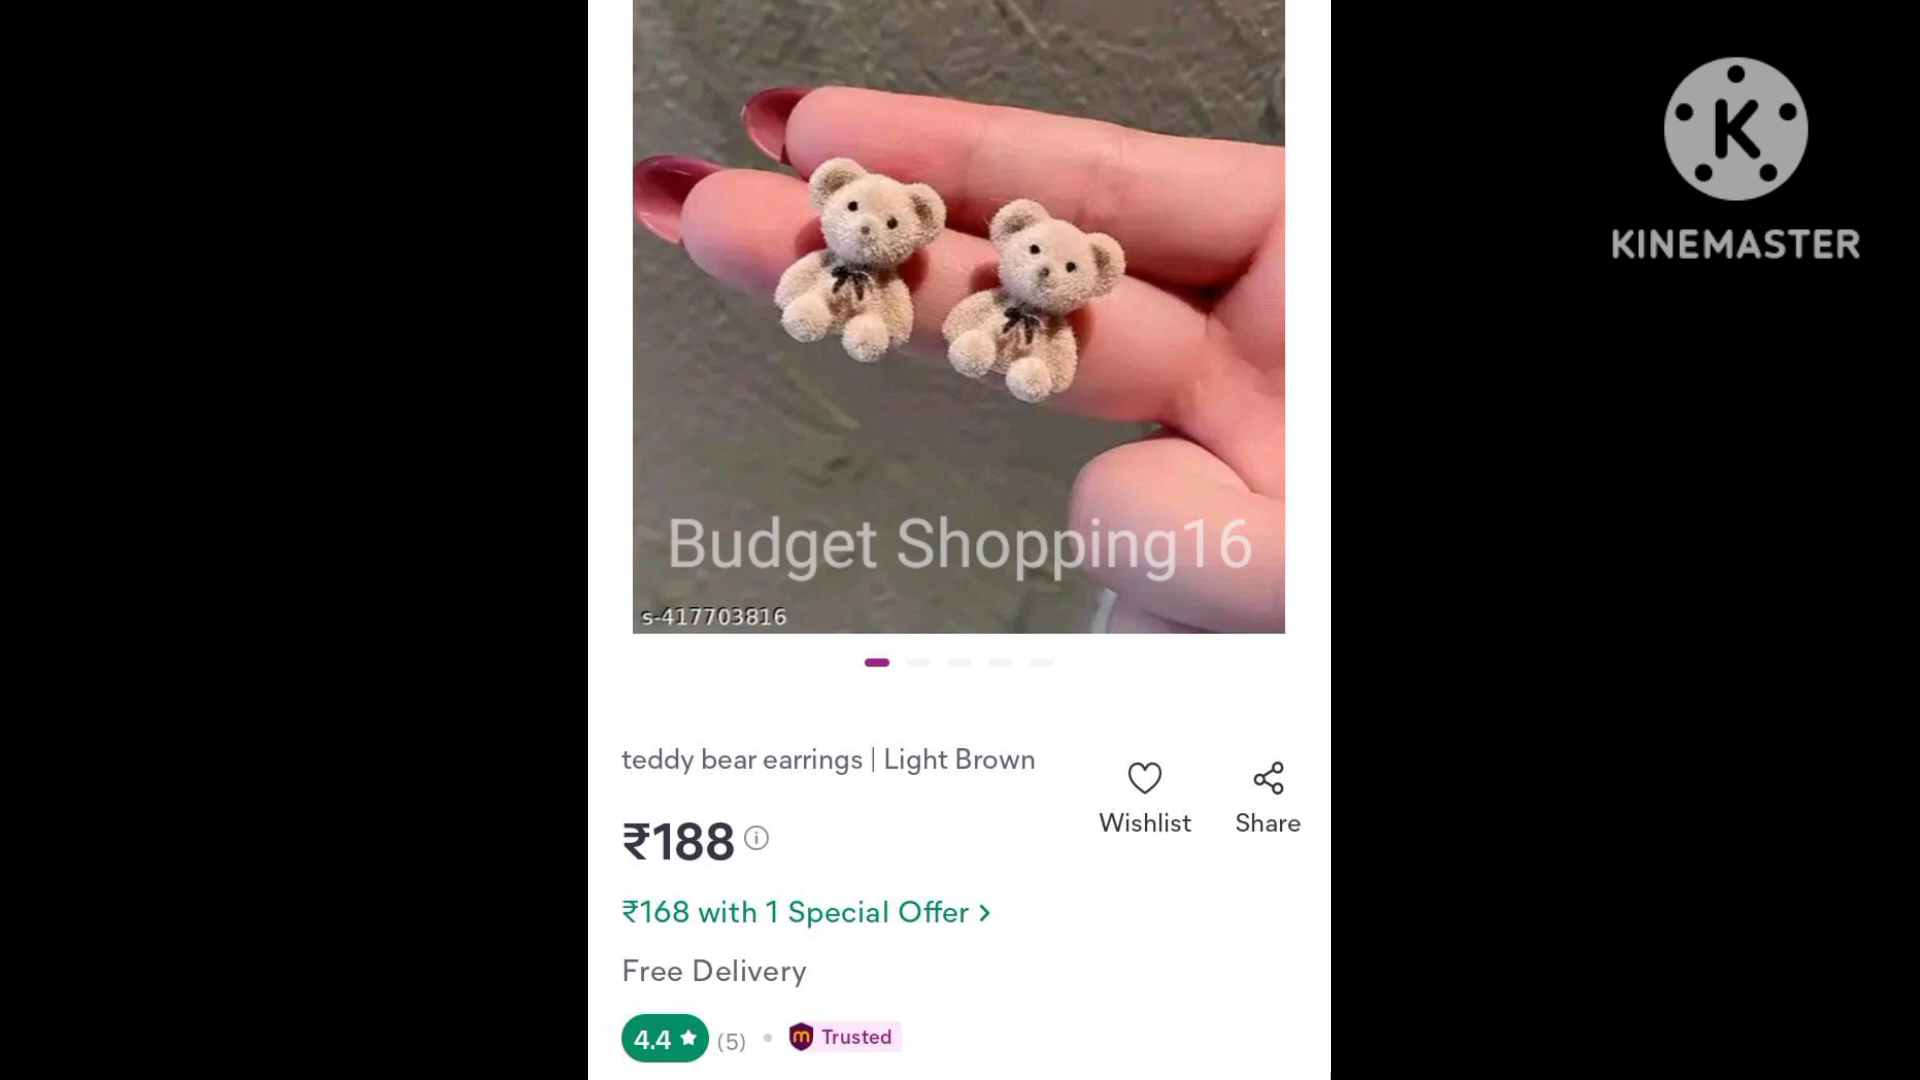 K
KINEMASTER
Budget Shopping16
s-417703816
teddy bear earrings | Light Brown
Wishlist
Share
₹188
₹168 with 1 Special Offer >
Free Delivery
4.4 ★ (5) • m Trusted